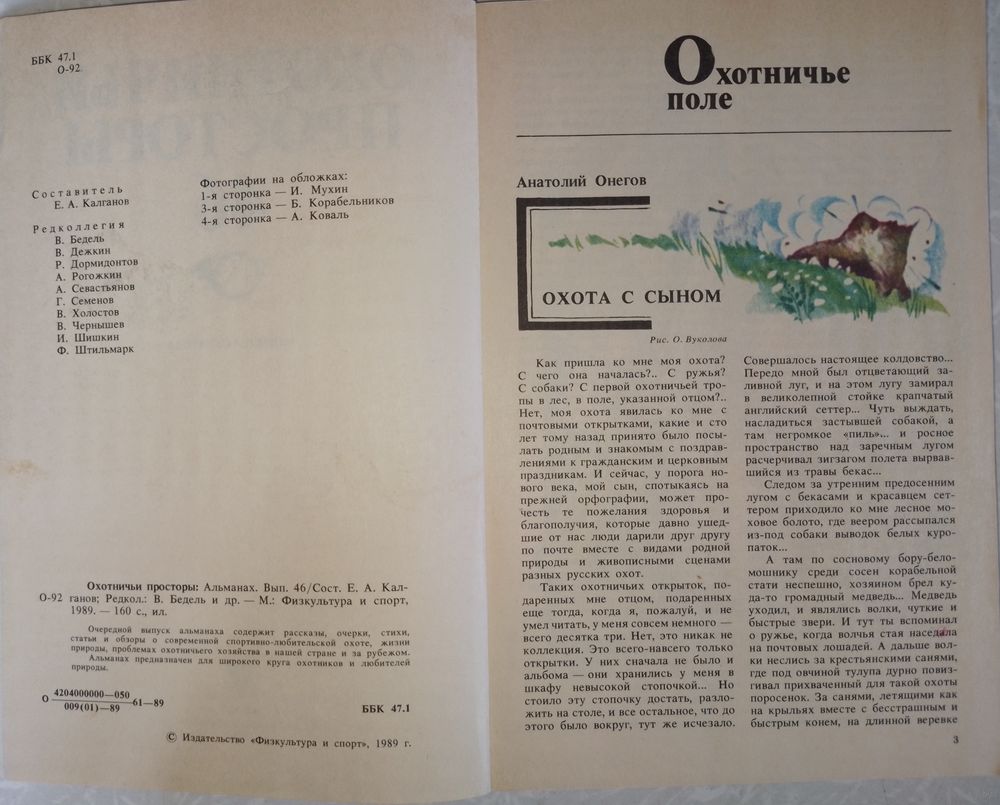 ББК 47.1
О-92
Составитель
Е. А. Калганов
Редколлегия
В. Бедель
В. Дежкин
Р. Дормидонтов
А. Рогожкин
А. Севастьянов
Г. Семенов
В. Холостов
В. Чернышев
И. Шишкин
Ф. Штильмарк
Фотографии на обложках:
1-я сторонка — И. Мухин
3-я сторонка — Б. Корабельников
4-я сторонка — А. Коваль
Охотничьи просторы: Альманах. Вып. 46/Сост. Е. А. Кал-
О-92 ганов; Редкол.: В. Бедель и др. — М.: Физкультура и спорт,
1989. — 160 с., ил.
Очередной выпуск альманаха содержит рассказы, очерки, стихи,
статьи и обзоры о современной спортивно-любительской охоте, жизни
природы, проблемах охотничьего хозяйства в нашей стране и за рубежом.
Альманах предназначен для широкого круга охотников и любителей
природы.
О 4204000000—050
009(01)—89
61—89
ББК 47.1
© Издательство «Физкультура и спорт», 1989 г.
Охотничье
поле
Анатолий Онегов
ОХОТА С СЫНОМ
Рис. О. Вуколова
Как пришла ко мне моя охота?
С чего она началась?.. С ружья?
С собаки? С первой охотничьей тро-
пы в лес, в поле, указанной отцом?..
Нет, моя охота явилась ко мне с
почтовыми открытками, какие и сто
лет тому назад принято было посы-
лать родным и знакомым с поздрав-
лениями к гражданским и церковным
праздникам. И сейчас, у порога но-
вого века, мой сын, спотыкаясь на
прежней орфографии, может про-
честь те пожелания здоровья и
благополучия, которые давно ушед-
шие от нас люди дарили друг другу
по почте вместе с видами родной
природы и живописными сценами
разных русских охот.
Таких охотничьих открыток, по-
даренных мне отцом, подаренных
еще тогда, когда я, пожалуй, и не
умел читать, у меня совсем немного —
всего десятка три. Нет, это никак не
коллекция. Это всего-навсего только
открытки. У них сначала не было и
альбома — они хранились у меня в
шкафу невысокой стопочкой... Но
стоило эту стопочку достать, разло-
жить на столе, и все остальное, что до
этого было вокруг, тут же исчезало.
Совершалось настоящее колдовство...
Передо мной был отцветающий за-
ливной луг, и на этом лугу замирал
в великолепной стойке крапчатый
английский сеттер... Чуть выждать,
насладиться застывшей собакой, а
там негромкое «пиль»... и росное
пространство над заречным лугом
расчерчивал зигзагом полета вырвав-
шийся из травы бекас...
Следом за утренним предосенним
лугом с бекасами и красавцем сет-
тером приходило ко мне лесное мо-
ховое болото, где веером рассыпался
из-под собаки выводок белых куро-
паток...
А там по сосновому бору-бело-
мошнику среди сосен корабельной
стати неспешно, хозяином брел ку-
да-то громадный медведь... Медведь
уходил, и являлись волки, чуткие и
быстрые звери. И тут ты вспоминал
о ружье, когда волчья стая наседала
на почтовых лошадей. А дальше вол-
ки неслись за крестьянскими санями,
где под овчиной тулупа дурно повиз-
гивал прихваченный для такой охоты
поросенок. За санями, летящими как
на крыльях вместе с бесстрашным и
быстрым конем, на длинной веревке
3